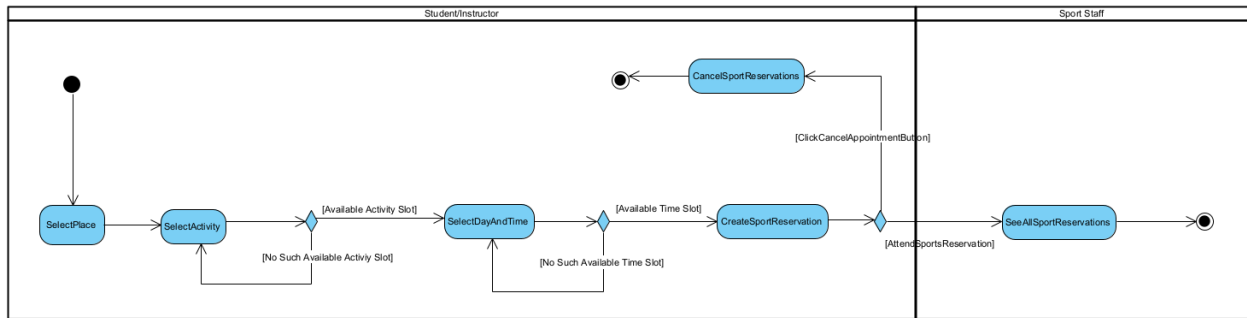 Student/Instructor
Sport Staff
CancelSportReservations
[ClickCancelAppointmentButton]
SelectPlace
SelectActivity
[Available Activity Slot]
[No Such Available Activiy Slot]
SelectDayAndTime
[Available Time Slot]
[No Such Available Time Slot]
CreateSportReservation
[AttendSportsReservation]
SeeAllSportReservations